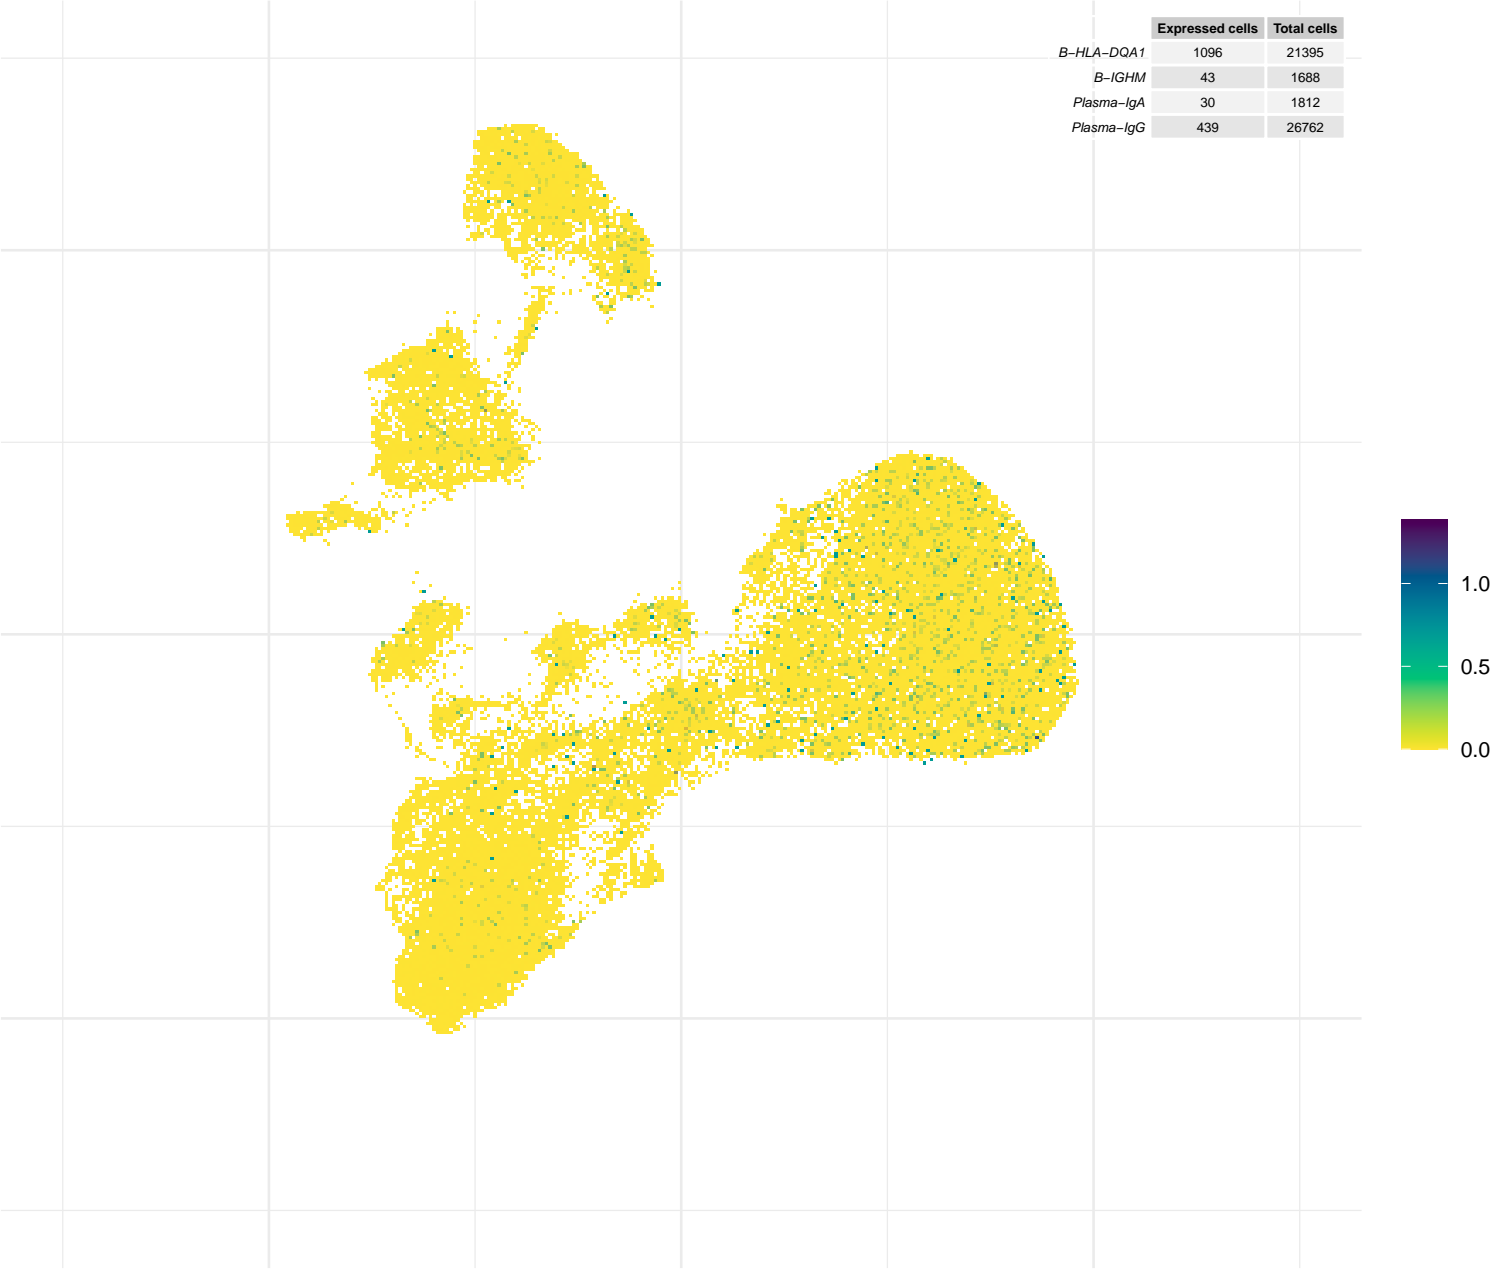 Expressed cells Total cells
B-HLA-DQA1 1096 21395
B-IGHM 43 1688
Plasma-IgA 30 1812
Plasma-IgG 439 26762
1.0
0.5
0.0